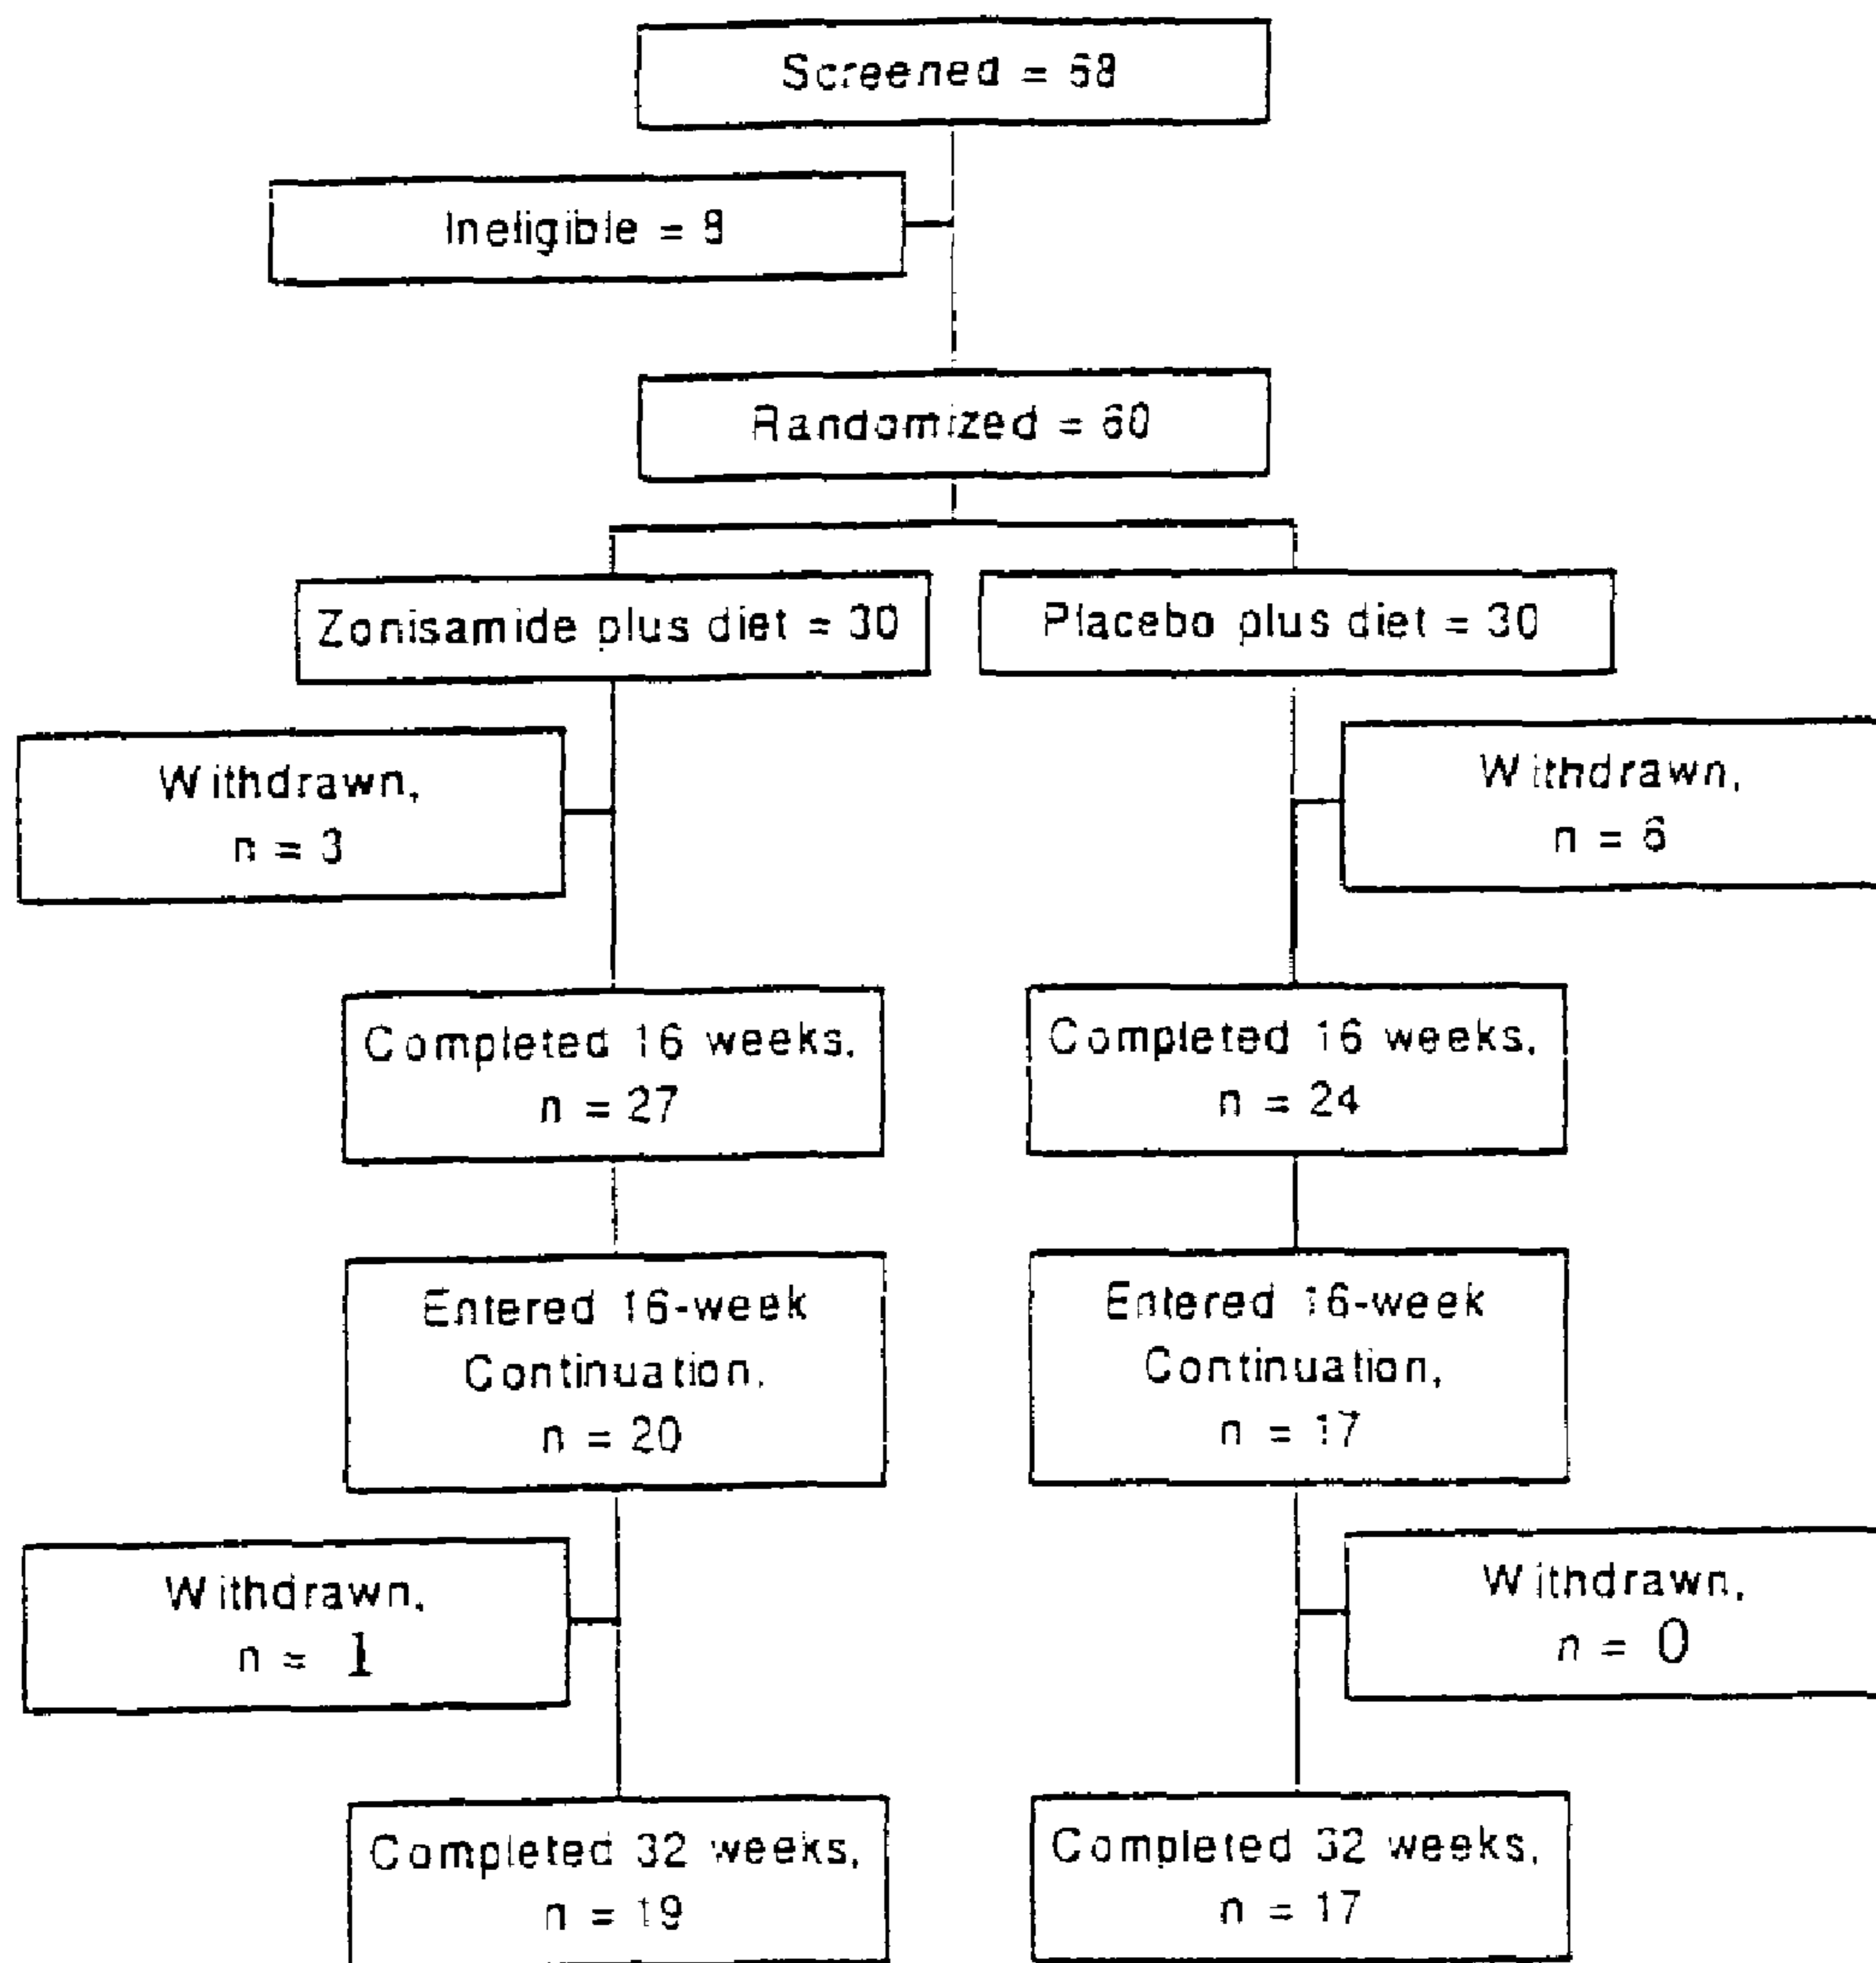 Screened = 68
Ineligible = 8
Randomized = 60
Zonisamide plus diet = 30
Placebo plus diet = 30
Withdrawn,
n = 3
Withdrawn,
n = 6
Completed 16 weeks,
n = 27
Completed 16 weeks,
n = 24
Entered 16-week
Continuation,
n = 20
Entered 16-week
Continuation,
n = 17
Withdrawn,
n = 1
Withdrawn,
n = 0
Completed 32 weeks,
n = 19
Completed 32 weeks,
n = 17